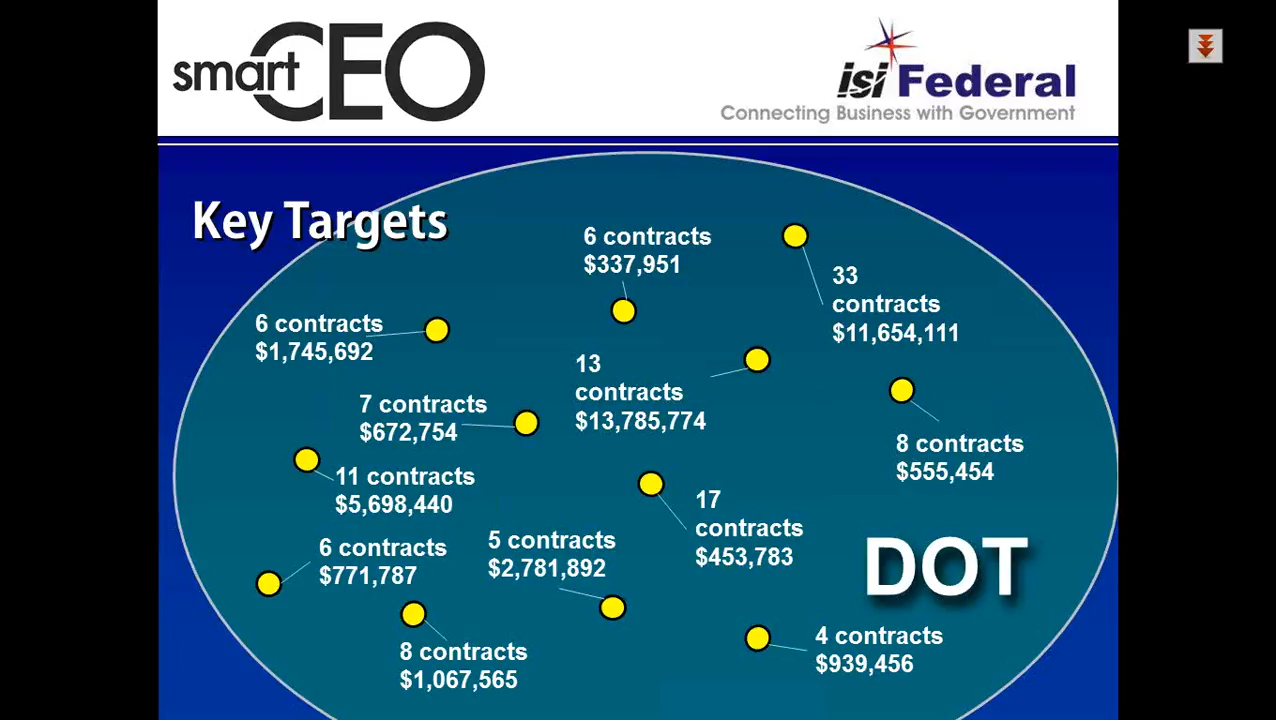 smart CEO
isi Federal
Connecting Business with Government
Key Targets
6 contracts
$337,951
33
contracts
$11,654,111
6 contracts
$1,745,692
13
contracts
$13,785,774
7 contracts
$672,754
8 contracts
$555,454
11 contracts
$5,698,440
17
contracts
$453,783
5 contracts
$2,781,892
6 contracts
$771,787
DOT
4 contracts
$939,456
8 contracts
$1,067,565